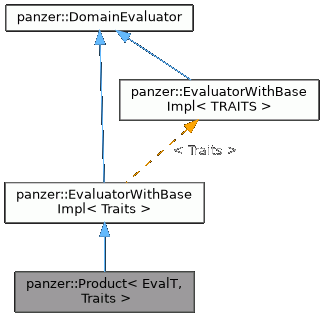 panzer::DomainEvaluator
panzer::EvaluatorWithBase
Impl< TRAITS >
< Traits >
panzer::EvaluatorWithBase
Impl< Traits >
panzer::Product< EvalT,
Traits >